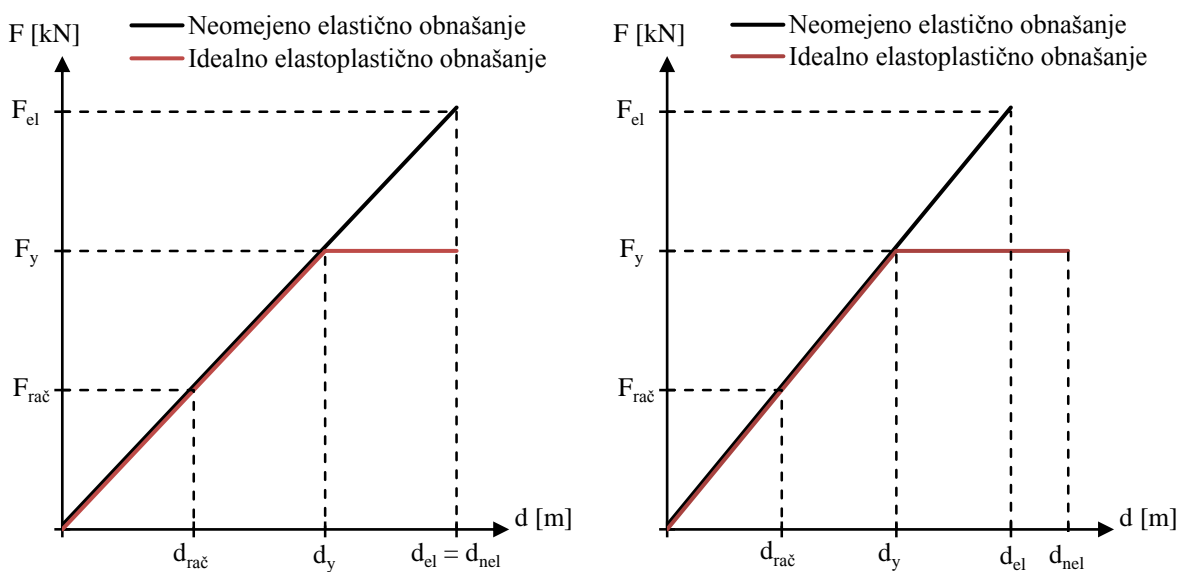 F [kN]
Neomejeno elastično obnašanje
Idealno elastoplastično obnašanje
F_el
F_y
F_rač
d_rač
d_y
d_el = d_nel
d [m]
F [kN]
Neomejeno elastično obnašanje
Idealno elastoplastično obnašanje
F_el
F_y
F_rač
d_rač
d_y
d_el
d_nel
d [m]